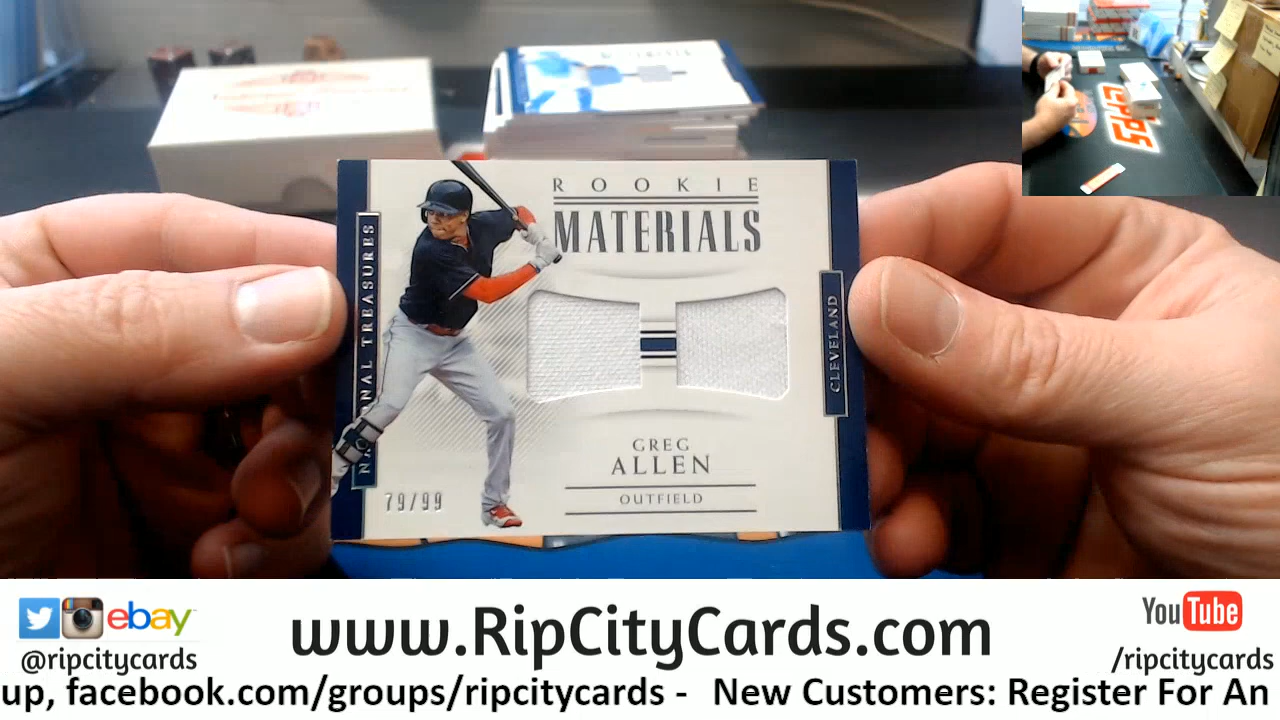 MATERIALS
ROOKIE
MATERIALS
NATIONAL TREASURES
CLEVELAND
GREG
ALLEN
OUTFIELD
79/99
ebay
@ripcitycards
www.RipCityCards.com
YouTube
/ripcitycards
up, facebook.com/groups/ripcitycards - New Customers: Register For An